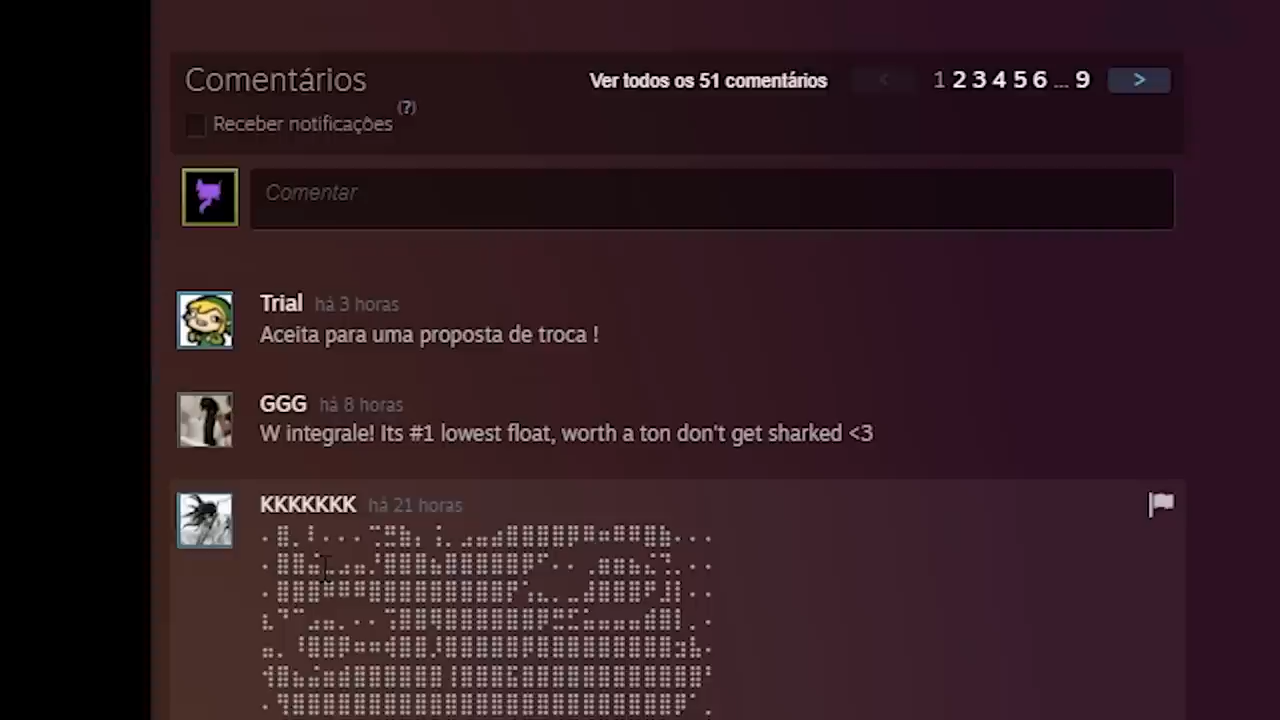 Comentários
Ver todos os 51 comentários
< 1 2 3 4 5 6 ... 9 >
Receber notificações (?)
Comentar
Trial há 3 horas
Aceita para uma proposta de troca !
GGG há 8 horas
W integrale! Its #1 lowest float, worth a ton don't get sharked <3
KKKKKKK há 21 horas